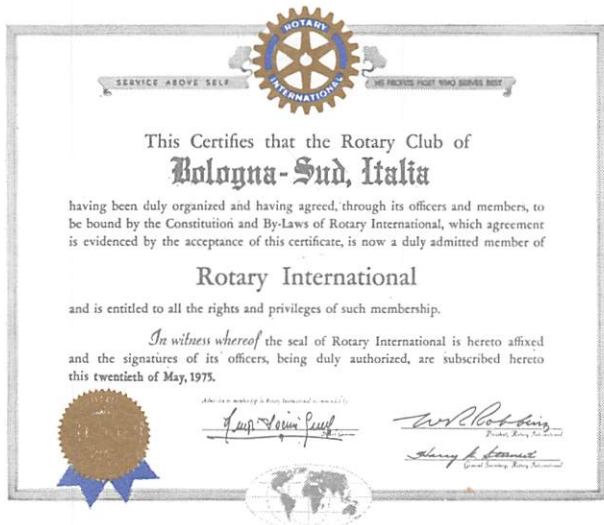 ROTARY
INTERNATIONAL
SERVICE ABOVE SELF
HE PROFITS MOST WHO SERVES BEST
This Certifies that the Rotary Club of
Bologna-Sud, Italia
having been duly organized and having agreed, through its officers and members, to
be bound by the Constitution and By-Laws of Rotary International, which agreement
is evidenced by the acceptance of this certificate, is now a duly admitted member of
Rotary International
and is entitled to all the rights and privileges of such membership.
In witness whereof the seal of Rotary International is hereto affixed
and the signatures of its officers, being duly authorized, are subscribed hereto
this twentieth of May, 1975.
W R Robbins
President, Rotary International
General Secretary, Rotary International